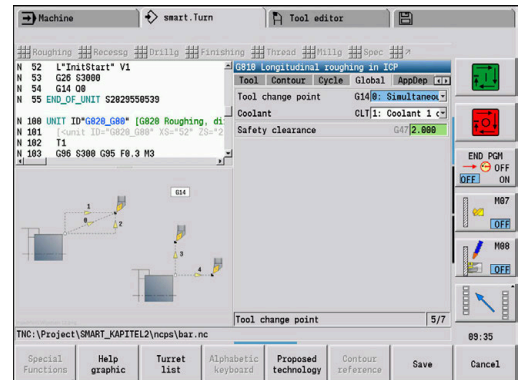 Machine
smart.Turn
Tool editor
Roughing Recessg Drillg Finishing Thread Millg Spec
N 52 L"InitStart" V1
N 53 G26 S3000
N 54 G14 Q0
N 55 END_OF_UNIT S2029550539
N 100 UNIT ID"G820_G80" [G820 Roughing, di
N 101 [<unit ID="G820_G80" XS="52" ZS="2
N 102 T1
N 103 G96 S300 G95 F0.3 M3
G810 Longitudinal roughing in ICP
Tool Contour Cycle Global AppDep
Tool change point G14 0: Simultaneou
Coolant CLT 1: Coolant 1 o
Safety clearance G47 2.000
G14
1
0
2
3
4
Tool change point 5/7
TNC:\Project\SMART_KAPITEL2\ncps\bar.nc
END PGM
OFF
OFF ON
M07
OFF
M08
OFF
09:35
Special Functions
Help graphic
Turret list
Alphabetic keyboard
Proposed technology
Contour reference
Save
Cancel